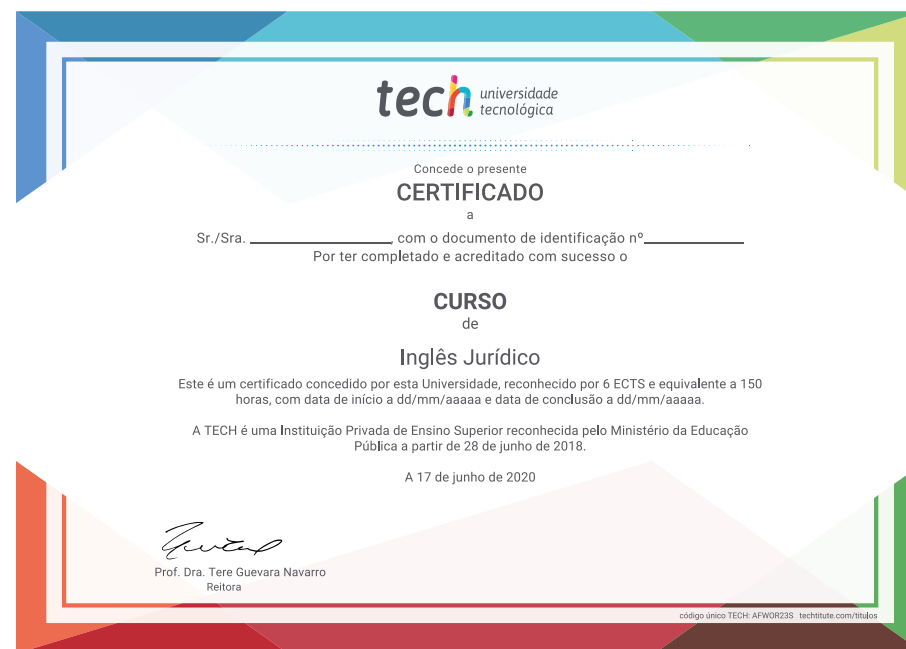 tech universidade
tecnológica
Concede o presente
CERTIFICADO
a
Sr./Sra. ____________________, com o documento de identificação nº______________
Por ter completado e acreditado com sucesso o
CURSO
de
Inglês Jurídico
Este é um certificado concedido por esta Universidade, reconhecido por 6 ECTS e equivalente a 150
horas, com data de início a dd/mm/aaaaa e data de conclusão a dd/mm/aaaaa.
A TECH é uma Instituição Privada de Ensino Superior reconhecida pelo Ministério da Educação
Pública a partir de 28 de junho de 2018.
A 17 de junho de 2020
Prof. Dra. Tere Guevara Navarro
Reitora
código único TECH: AFWOR23S techtitute.com/titulos